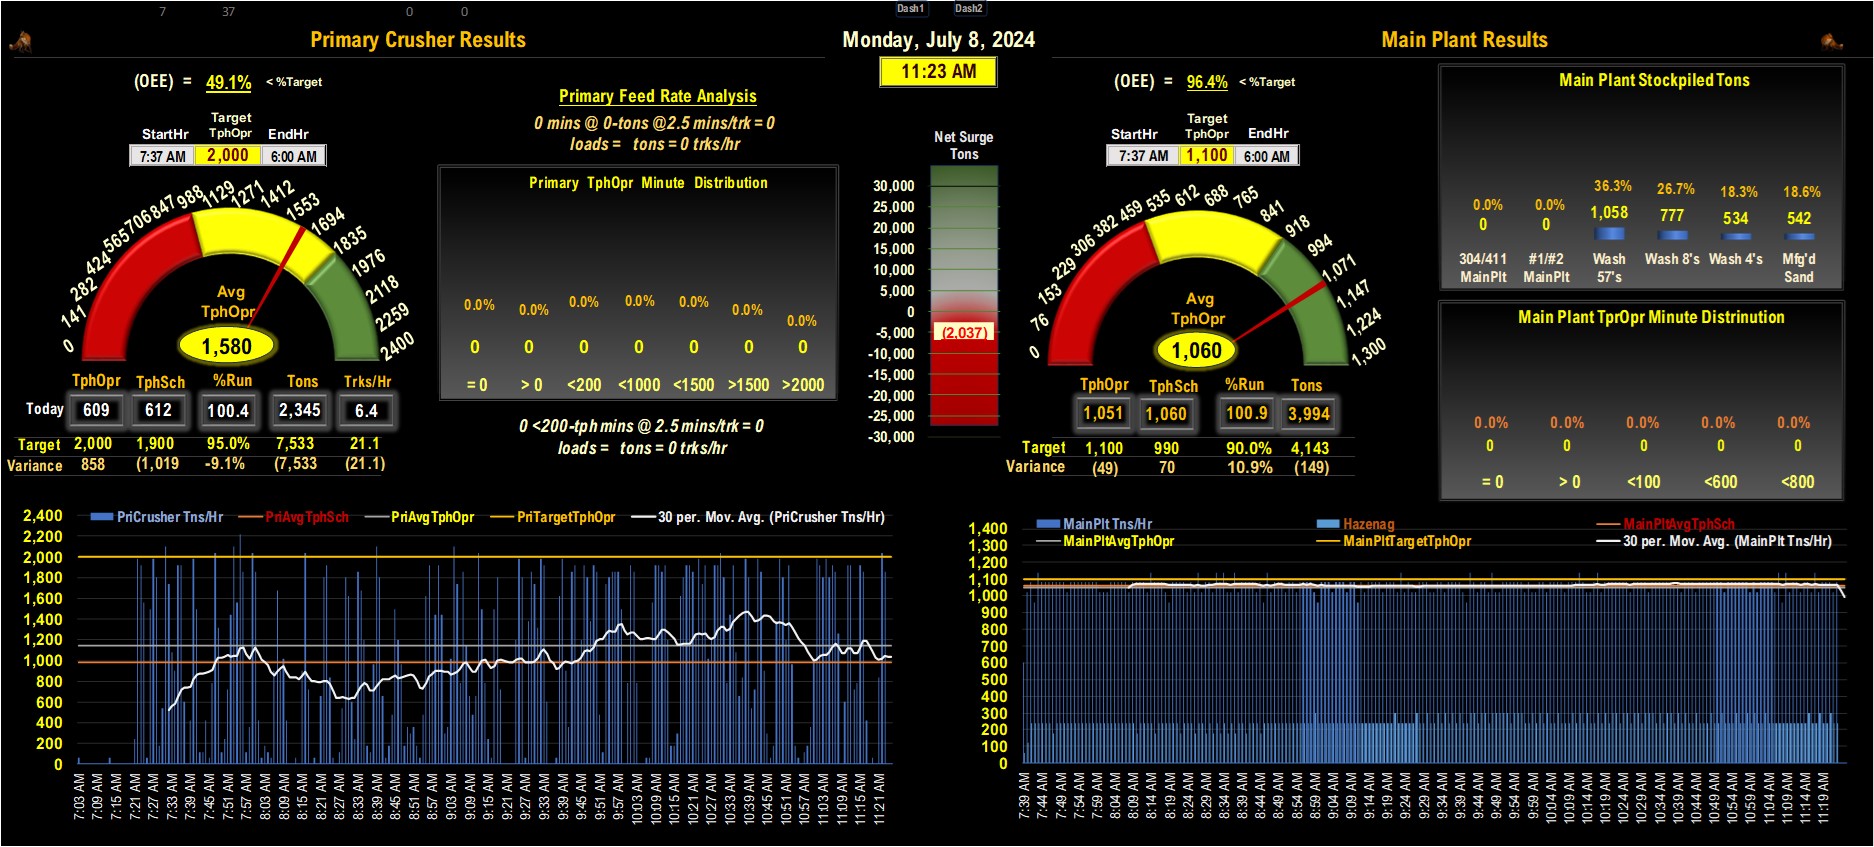 7 37 0 0 Dash1 Dash2
Primary Crusher Results
Monday, July 8, 2024
11:23 AM
Main Plant Results
(OEE) = 49.1% < %Target
StartHr Target TphOpr EndHr
7:37 AM 2,000 6:00 AM
0 141 282 424 565 706 847 988 1129 1271 1412 1553 1694 1835 1976 2118 2259 2400
Avg
TphOpr
1,580
TphOpr TphSch %Run Tons Trks/Hr
Today 609 612 100.4 2,345 6.4
Target 2,000 1,900 95.0% 7,533 21.1
Variance 858 (1,019 -9.1% (7,533 (21.1)
Primary Feed Rate Analysis
0 mins @ 0-tons @2.5 mins/trk = 0
loads = tons = 0 trks/hr
Primary TphOpr Minute Distribution
0.0% 0.0% 0.0% 0.0% 0.0% 0.0% 0.0%
0 0 0 0 0 0 0
= 0 > 0 <200 <1000 <1500 >1500 >2000
0 <200-tph mins @ 2.5 mins/trk = 0
loads = tons = 0 trks/hr
Net Surge
Tons
30,000
25,000
20,000
15,000
10,000
5,000
0
-5,000
(2,037)
-10,000
-15,000
-20,000
-25,000
-30,000
(OEE) = 96.4% < %Target
StartHr Target TphOpr EndHr
7:37 AM 1,100 6:00 AM
0 76 153 229 306 382 459 535 612 688 765 841 918 994 1,071 1,147 1,224 1,300
Avg
TphOpr
1,060
TphOpr TphSch %Run Tons
1,051 1,060 100.9 3,994
Target 1,100 990 90.0% 4,143
Variance (49) 70 10.9% (149)
Main Plant Stockpiled Tons
0.0% 0.0% 36.3% 26.7% 18.3% 18.6%
0 0 1,058 777 534 542
304/411 #1/#2 Wash Wash 8's Wash 4's Mfg'd
MainPlt MainPlt 57's Sand
Main Plant TprOpr Minute Distrinution
0.0% 0.0% 0.0% 0.0% 0.0%
0 0 0 0 0
= 0 > 0 <100 <600 <800
PriCrusher Tns/Hr PriAvgTphSch PriAvgTphOpr PriTargetTphOpr 30 per. Mov. Avg. (PriCrusher Tns/Hr)
2,400
2,200
2,000
1,800
1,600
1,400
1,200
1,000
800
600
400
200
0
7:03 AM 7:09 AM 7:15 AM 7:21 AM 7:27 AM 7:33 AM 7:39 AM 7:45 AM 7:51 AM 7:57 AM 8:03 AM 8:09 AM 8:15 AM 8:21 AM 8:27 AM 8:33 AM 8:39 AM 8:45 AM 8:51 AM 8:57 AM 9:03 AM 9:09 AM 9:15 AM 9:21 AM 9:27 AM 9:33 AM 9:39 AM 9:45 AM 9:51 AM 9:57 AM 10:03 AM 10:09 AM 10:15 AM 10:21 AM 10:27 AM 10:33 AM 10:39 AM 10:45 AM 10:51 AM 10:57 AM 11:03 AM 11:09 AM 11:15 AM 11:21 AM
MainPlt Tns/Hr Hazenag MainPltAvgTphSch
MainPltAvgTphOpr MainPltTargetTphOpr 30 per. Mov. Avg. (MainPlt Tns/Hr)
1,400
1,300
1,200
1,100
1,000
900
800
700
600
500
400
300
200
100
0
7:39 AM 7:44 AM 7:49 AM 7:54 AM 7:59 AM 8:04 AM 8:09 AM 8:14 AM 8:19 AM 8:24 AM 8:29 AM 8:34 AM 8:39 AM 8:44 AM 8:49 AM 8:54 AM 8:59 AM 9:04 AM 9:09 AM 9:14 AM 9:19 AM 9:24 AM 9:29 AM 9:34 AM 9:39 AM 9:44 AM 9:49 AM 9:54 AM 9:59 AM 10:04 AM 10:09 AM 10:14 AM 10:19 AM 10:24 AM 10:29 AM 10:34 AM 10:39 AM 10:44 AM 10:49 AM 10:54 AM 10:59 AM 11:04 AM 11:09 AM 11:14 AM 11:19 AM